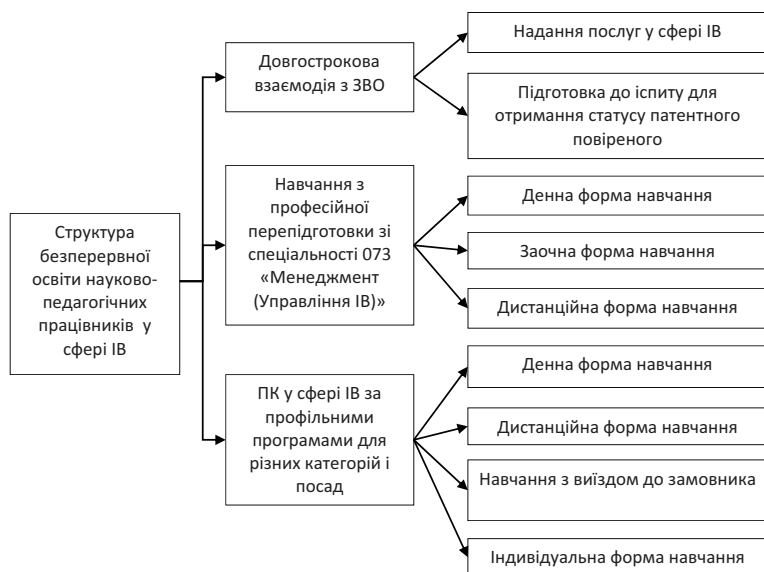 Структура
безперервної
освіти науково-
педагогічних
працівників у
сфері ІВ
Довгострокова
взаємодія з ЗВО
Надання послуг у сфері ІВ
Підготовка до іспиту для
отримання статусу патентного
повіреного
Навчання з
професійної
перепідготовки зі
спеціальності 073
«Менеджмент
(Управління ІВ)»
Денна форма навчання
Заочна форма навчання
Дистанційна форма навчання
ПК у сфері ІВ за
профільними
програмами для
різних категорій і
посад
Денна форма навчання
Дистанційна форма навчання
Навчання з виїздом до замовника
Індивідуальна форма навчання